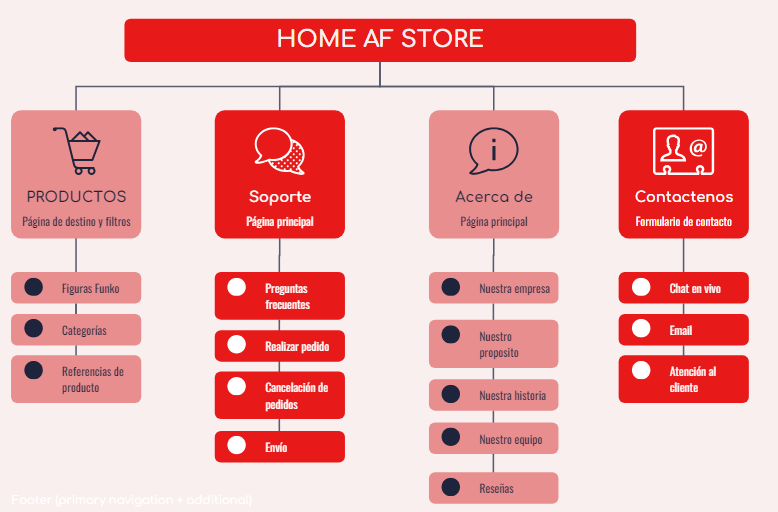 HOME AF STORE
PRODUCTOS
Página de destino y filtros
Figuras Funko
Categorías
Referencias de
producto
Soporte
Página principal
Preguntas
frecuentes
Realizar pedido
Cancelación de
pedidos
Envío
i
Acerca de
Página principal
Nuestra empresa
Nuestro
proposito
Nuestra historia
Nuestro equipo
Reseñas
@
Contactenos
Formulario de contacto
Chat en vivo
Email
Atención al
cliente
Footer (primary navigation + additional)